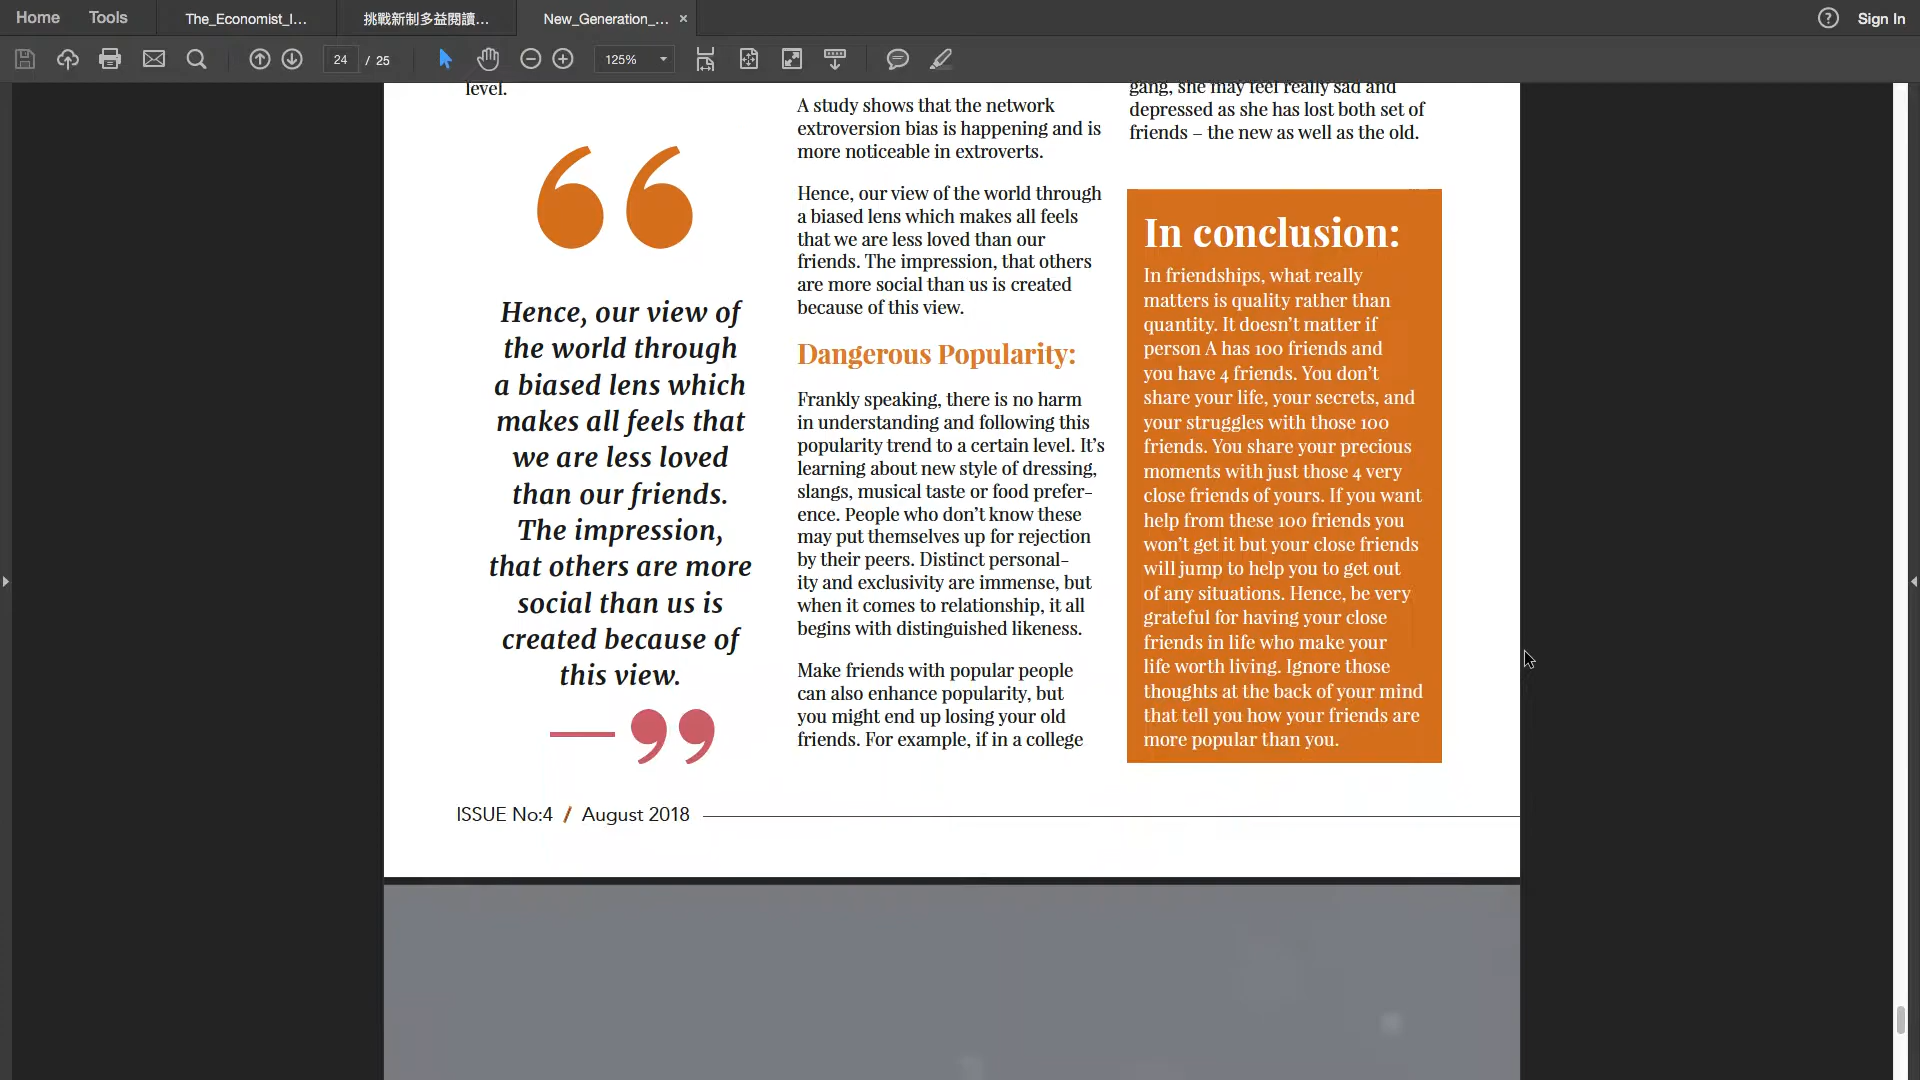 Home
Tools
The_Economist_I...
挑戰新制多益閱讀...
New_Generation_...
Sign In
24 / 25
125%
level.
Hence, our view of
the world through
a biased lens which
makes all feels that
we are less loved
than our friends.
The impression,
that others are more
social than us is
created because of
this view.
A study shows that the network
extroversion bias is happening and is
more noticeable in extroverts.
Hence, our view of the world through
a biased lens which makes all feels
that we are less loved than our
friends. The impression, that others
are more social than us is created
because of this view.
Dangerous Popularity:
Frankly speaking, there is no harm
in understanding and following this
popularity trend to a certain level. It's
learning about new style of dressing,
slangs, musical taste or food prefer-
ence. People who don't know these
may put themselves up for rejection
by their peers. Distinct personal-
ity and exclusivity are immense, but
when it comes to relationship, it all
begins with distinguished likeness.
Make friends with popular people
can also enhance popularity, but
you might end up losing your old
friends. For example, if in a college
gang, she may feel really sad and
depressed as she has lost both set of
friends – the new as well as the old.
In conclusion:
In friendships, what really
matters is quality rather than
quantity. It doesn't matter if
person A has 100 friends and
you have 4 friends. You don't
share your life, your secrets, and
your struggles with those 100
friends. You share your precious
moments with just those 4 very
close friends of yours. If you want
help from these 100 friends you
won't get it but your close friends
will jump to help you to get out
of any situations. Hence, be very
grateful for having your close
friends in life who make your
life worth living. Ignore those
thoughts at the back of your mind
that tell you how your friends are
more popular than you.
ISSUE No:4 / August 2018